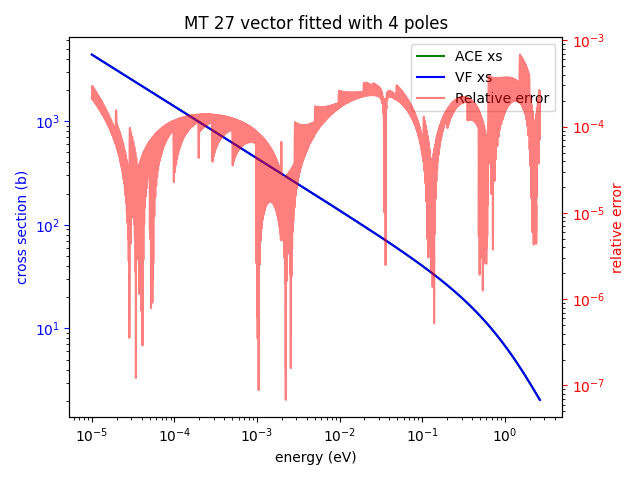 MT 27 vector fitted with 4 poles
ACE xs
VF xs
Relative error
cross section (b)
10³
10²
10¹
10⁻³
10⁻⁴
10⁻⁵
10⁻⁶
10⁻⁷
relative error
10⁻⁵ 10⁻⁴ 10⁻³ 10⁻² 10⁻¹ 10⁰
energy (eV)